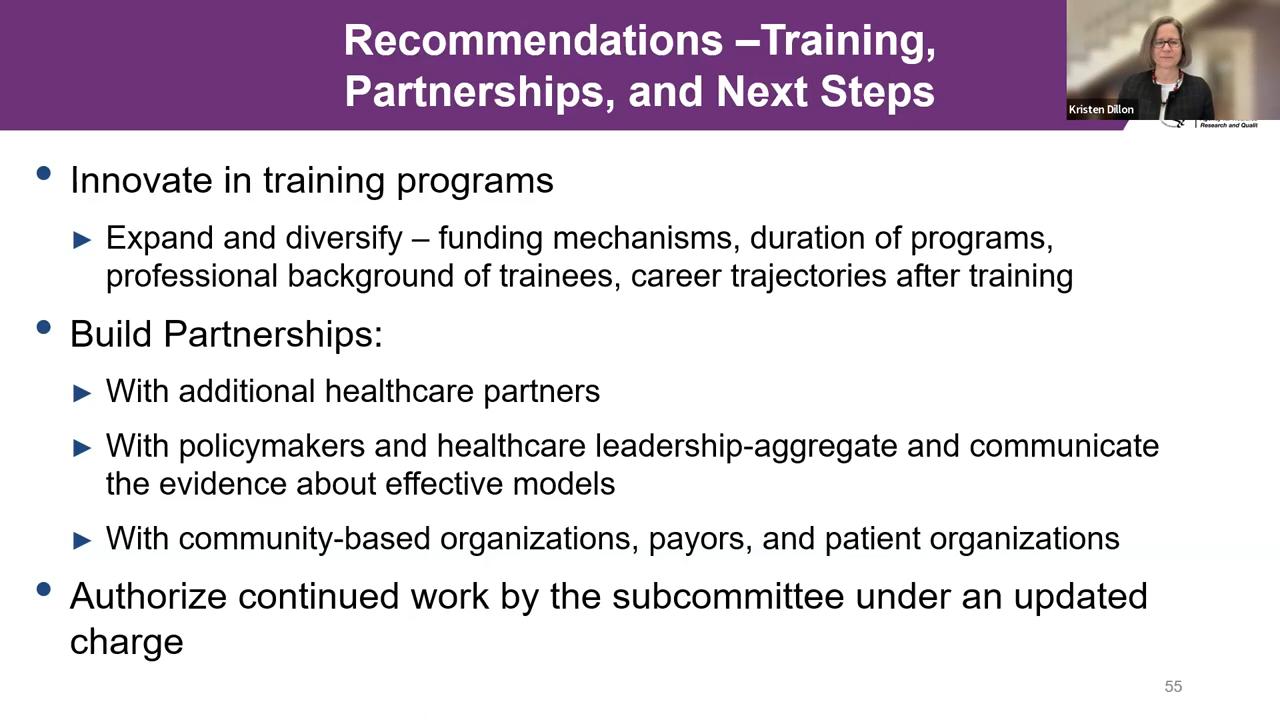 Recommendations –Training,
Partnerships, and Next Steps
Kristen Dillon
Research and Qualit
• Innovate in training programs
► Expand and diversify – funding mechanisms, duration of programs,
professional background of trainees, career trajectories after training
• Build Partnerships:
► With additional healthcare partners
► With policymakers and healthcare leadership-aggregate and communicate
the evidence about effective models
► With community-based organizations, payors, and patient organizations
• Authorize continued work by the subcommittee under an updated
charge
55